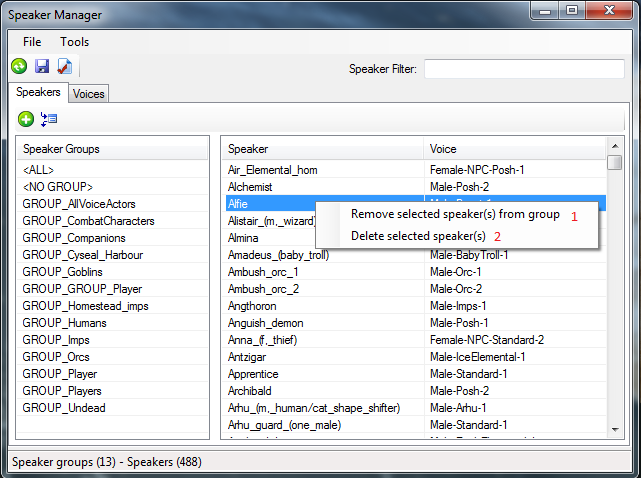 Speaker Manager
File Tools
Speaker Filter:
Speakers Voices
Speaker Groups
<ALL>
<NO GROUP>
GROUP_AllVoiceActors
GROUP_CombatCharacters
GROUP_Companions
GROUP_Cyseal_Harbour
GROUP_Goblins
GROUP_GROUP_Player
GROUP_Homestead_imps
GROUP_Humans
GROUP_Imps
GROUP_Orcs
GROUP_Player
GROUP_Players
GROUP_Undead
Speaker Voice
Air_Elemental_hom Female-NPC-Posh-1
Alchemist Male-Posh-2
Alfie
Remove selected speaker(s) from group 1
Delete selected speaker(s) 2
Alistair_(m,_wizard)
Almina
Amadeus_(baby_troll) Male-BabyTroll-1
Ambush_orc_1 Male-Orc-1
Ambush_orc_2 Male-Orc-2
Angthoron Male-Imps-1
Anguish_demon Male-Posh-1
Anna_(f,_thief) Female-NPC-Standard-2
Antzigar Male-IceElemental-1
Apprentice Male-Standard-1
Archibald Male-Posh-2
Arhu_(m,_human/cat_shape_shifter) Male-Arhu-1
Arhu_guard_(one_male) Male-Standard-1
Speaker groups (13) - Speakers (488)